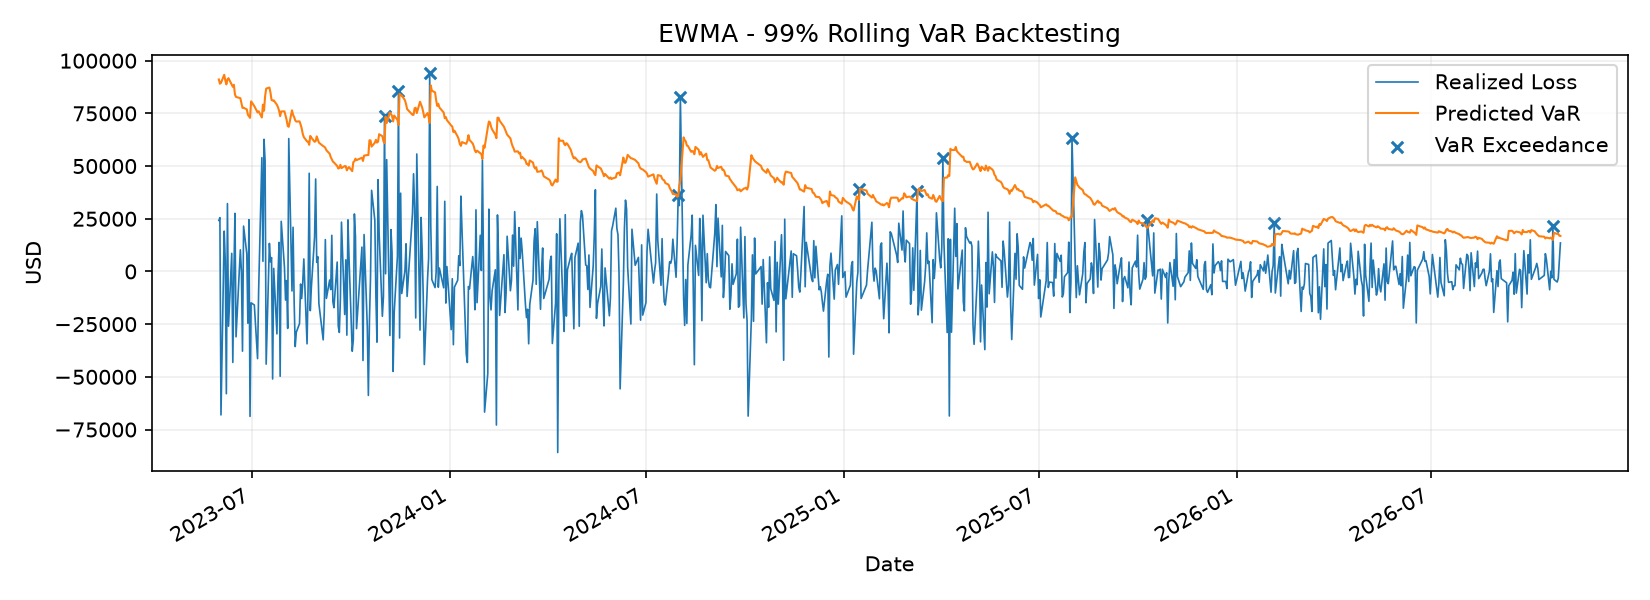 EWMA - 99% Rolling VaR Backtesting
100000
75000
50000
25000
0
−25000
−50000
−75000
USD
Realized Loss
Predicted VaR
VaR Exceedance
2023-07
2024-01
2024-07
2025-01
2025-07
2026-01
2026-07
Date